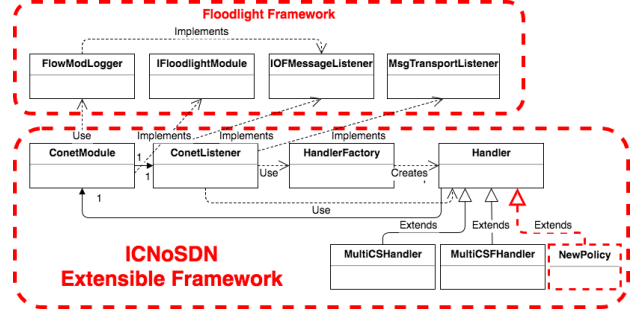 Floodlight Framework
Implements
FlowModLogger
IFloodlightModule
IOFMessageListener
MsgTransportListener
Use
Implements
Implements
Implements
ConetModule
1
1
ConetListener
Use
HandlerFactory
Creates
Handler
1
Use
Extends
Extends
Extends
ICNoSDN
Extensible Framework
MultiCSHandler
MultiCSFHandler
NewPolicy